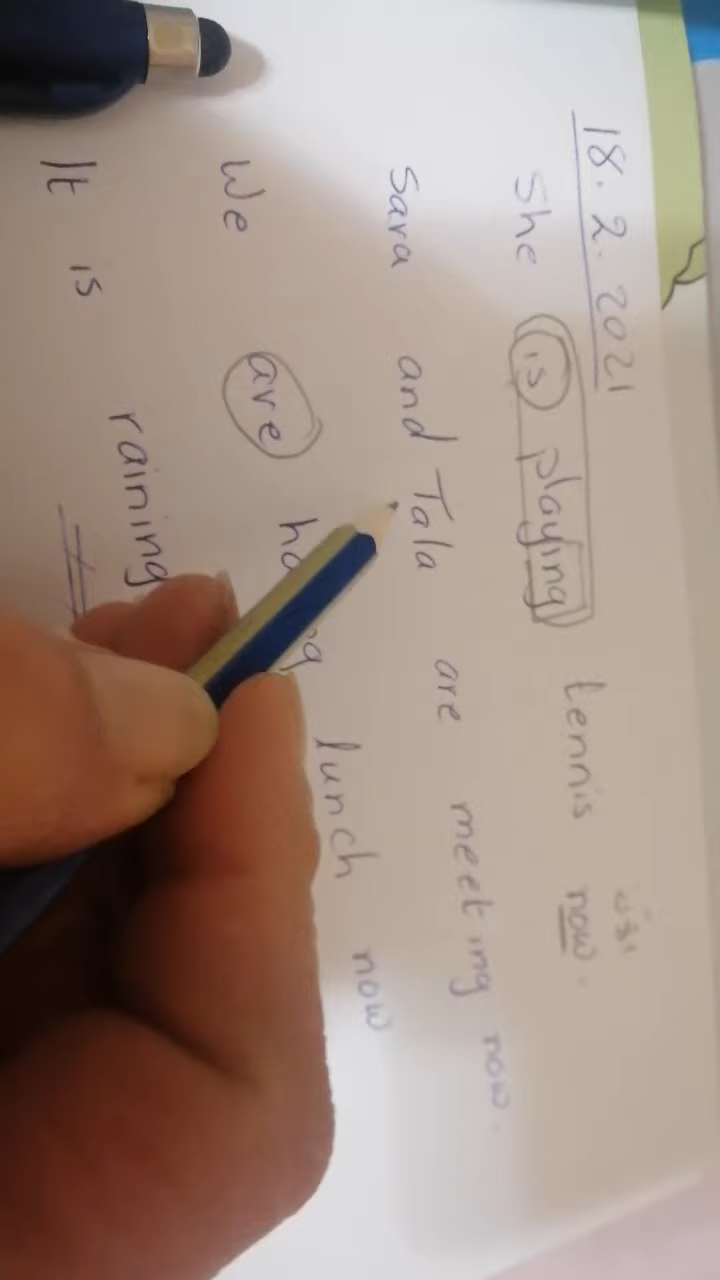 18. 2. 2021
الآن
She is playing tennis now.
Sara and Tala are meeting now.
We are lunch now
It is raining